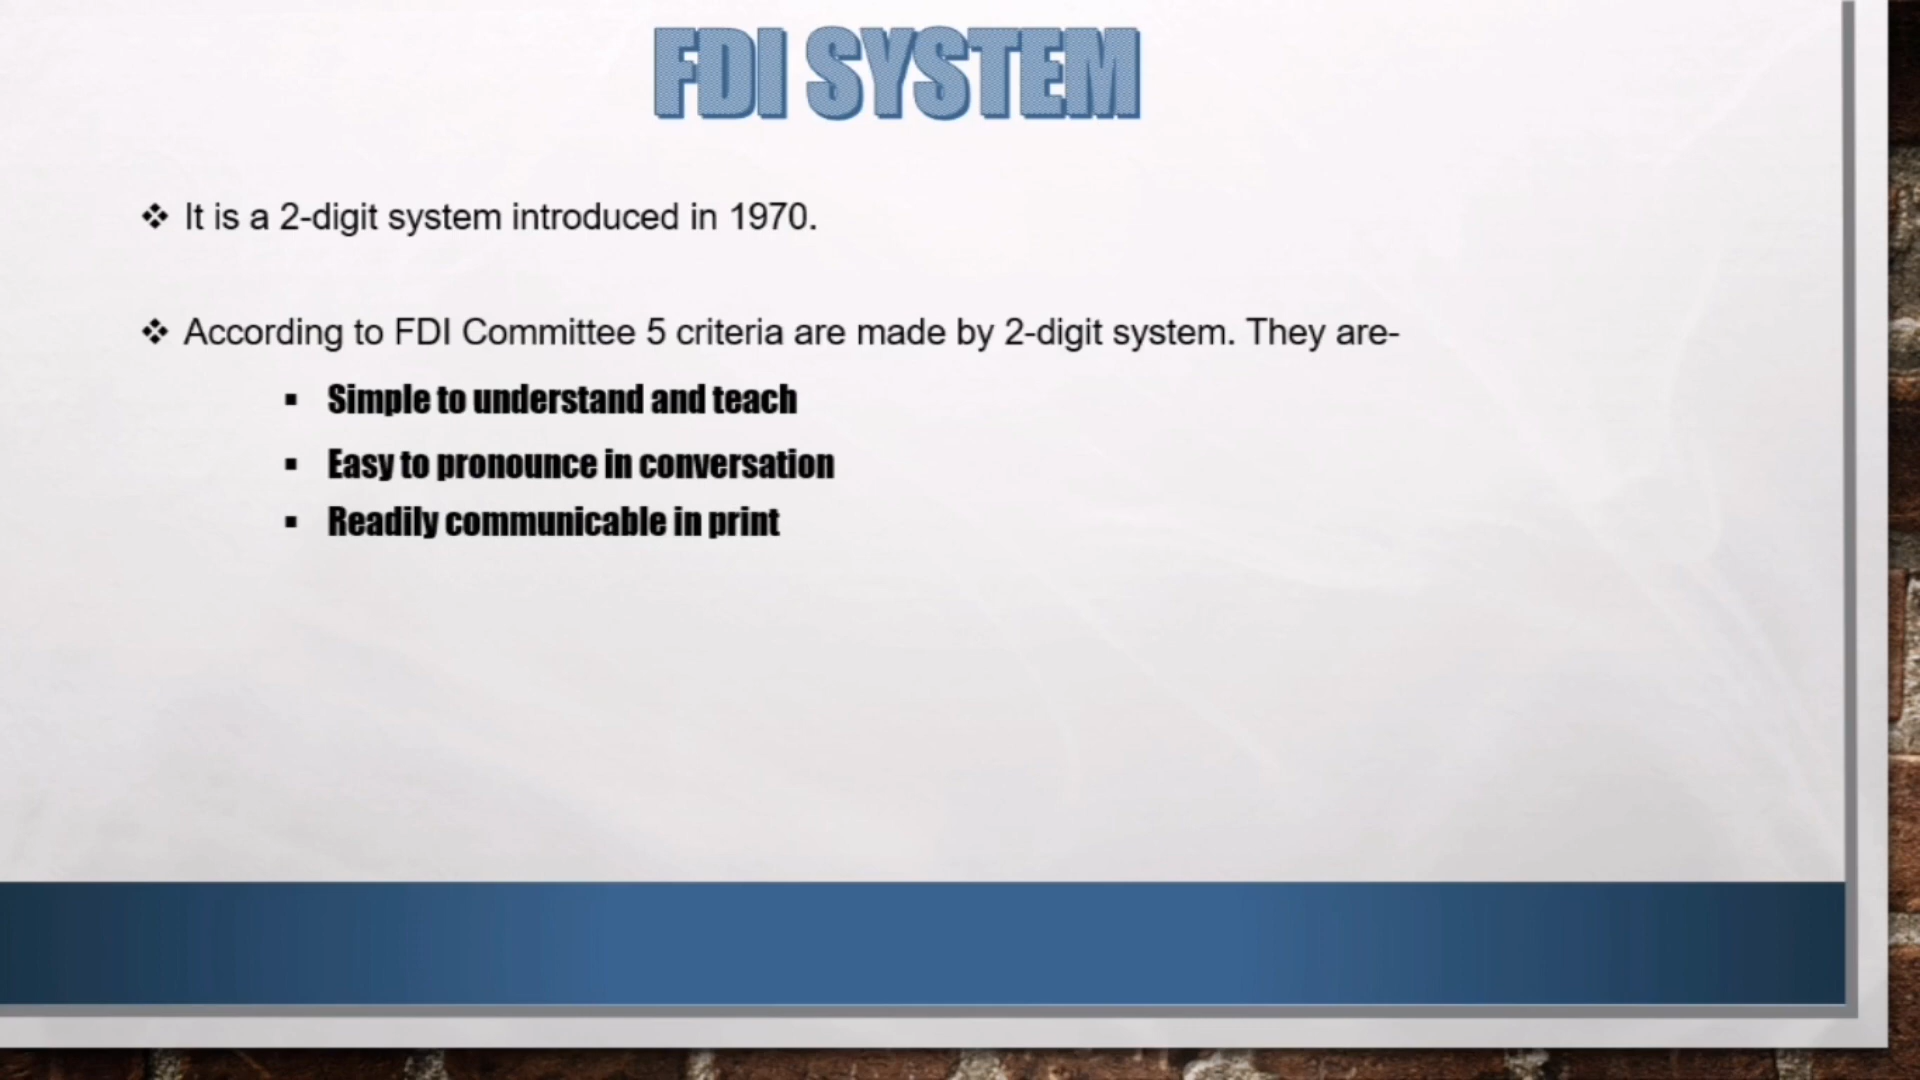 FDI SYSTEM
❖ It is a 2-digit system introduced in 1970.
❖ According to FDI Committee 5 criteria are made by 2-digit system. They are-
▪ Simple to understand and teach
▪ Easy to pronounce in conversation
▪ Readily communicable in print